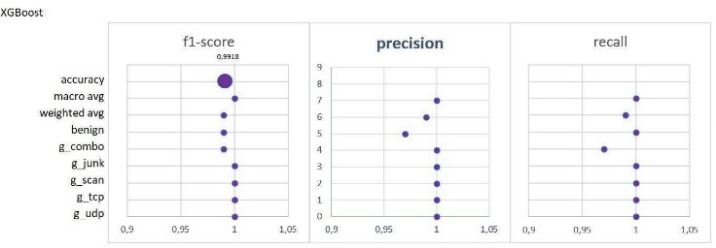 XGBoost
f1-score
precision
recall
0,9918
accuracy
macro avg
weighted avg
benign
g_combo
g_junk
g_scan
g_tcp
g_udp
9
8
7
6
5
4
3
2
1
0
0,9 0,95 1 1,05
0,9 0,95 1 1,05
0,9 0,95 1 1,05